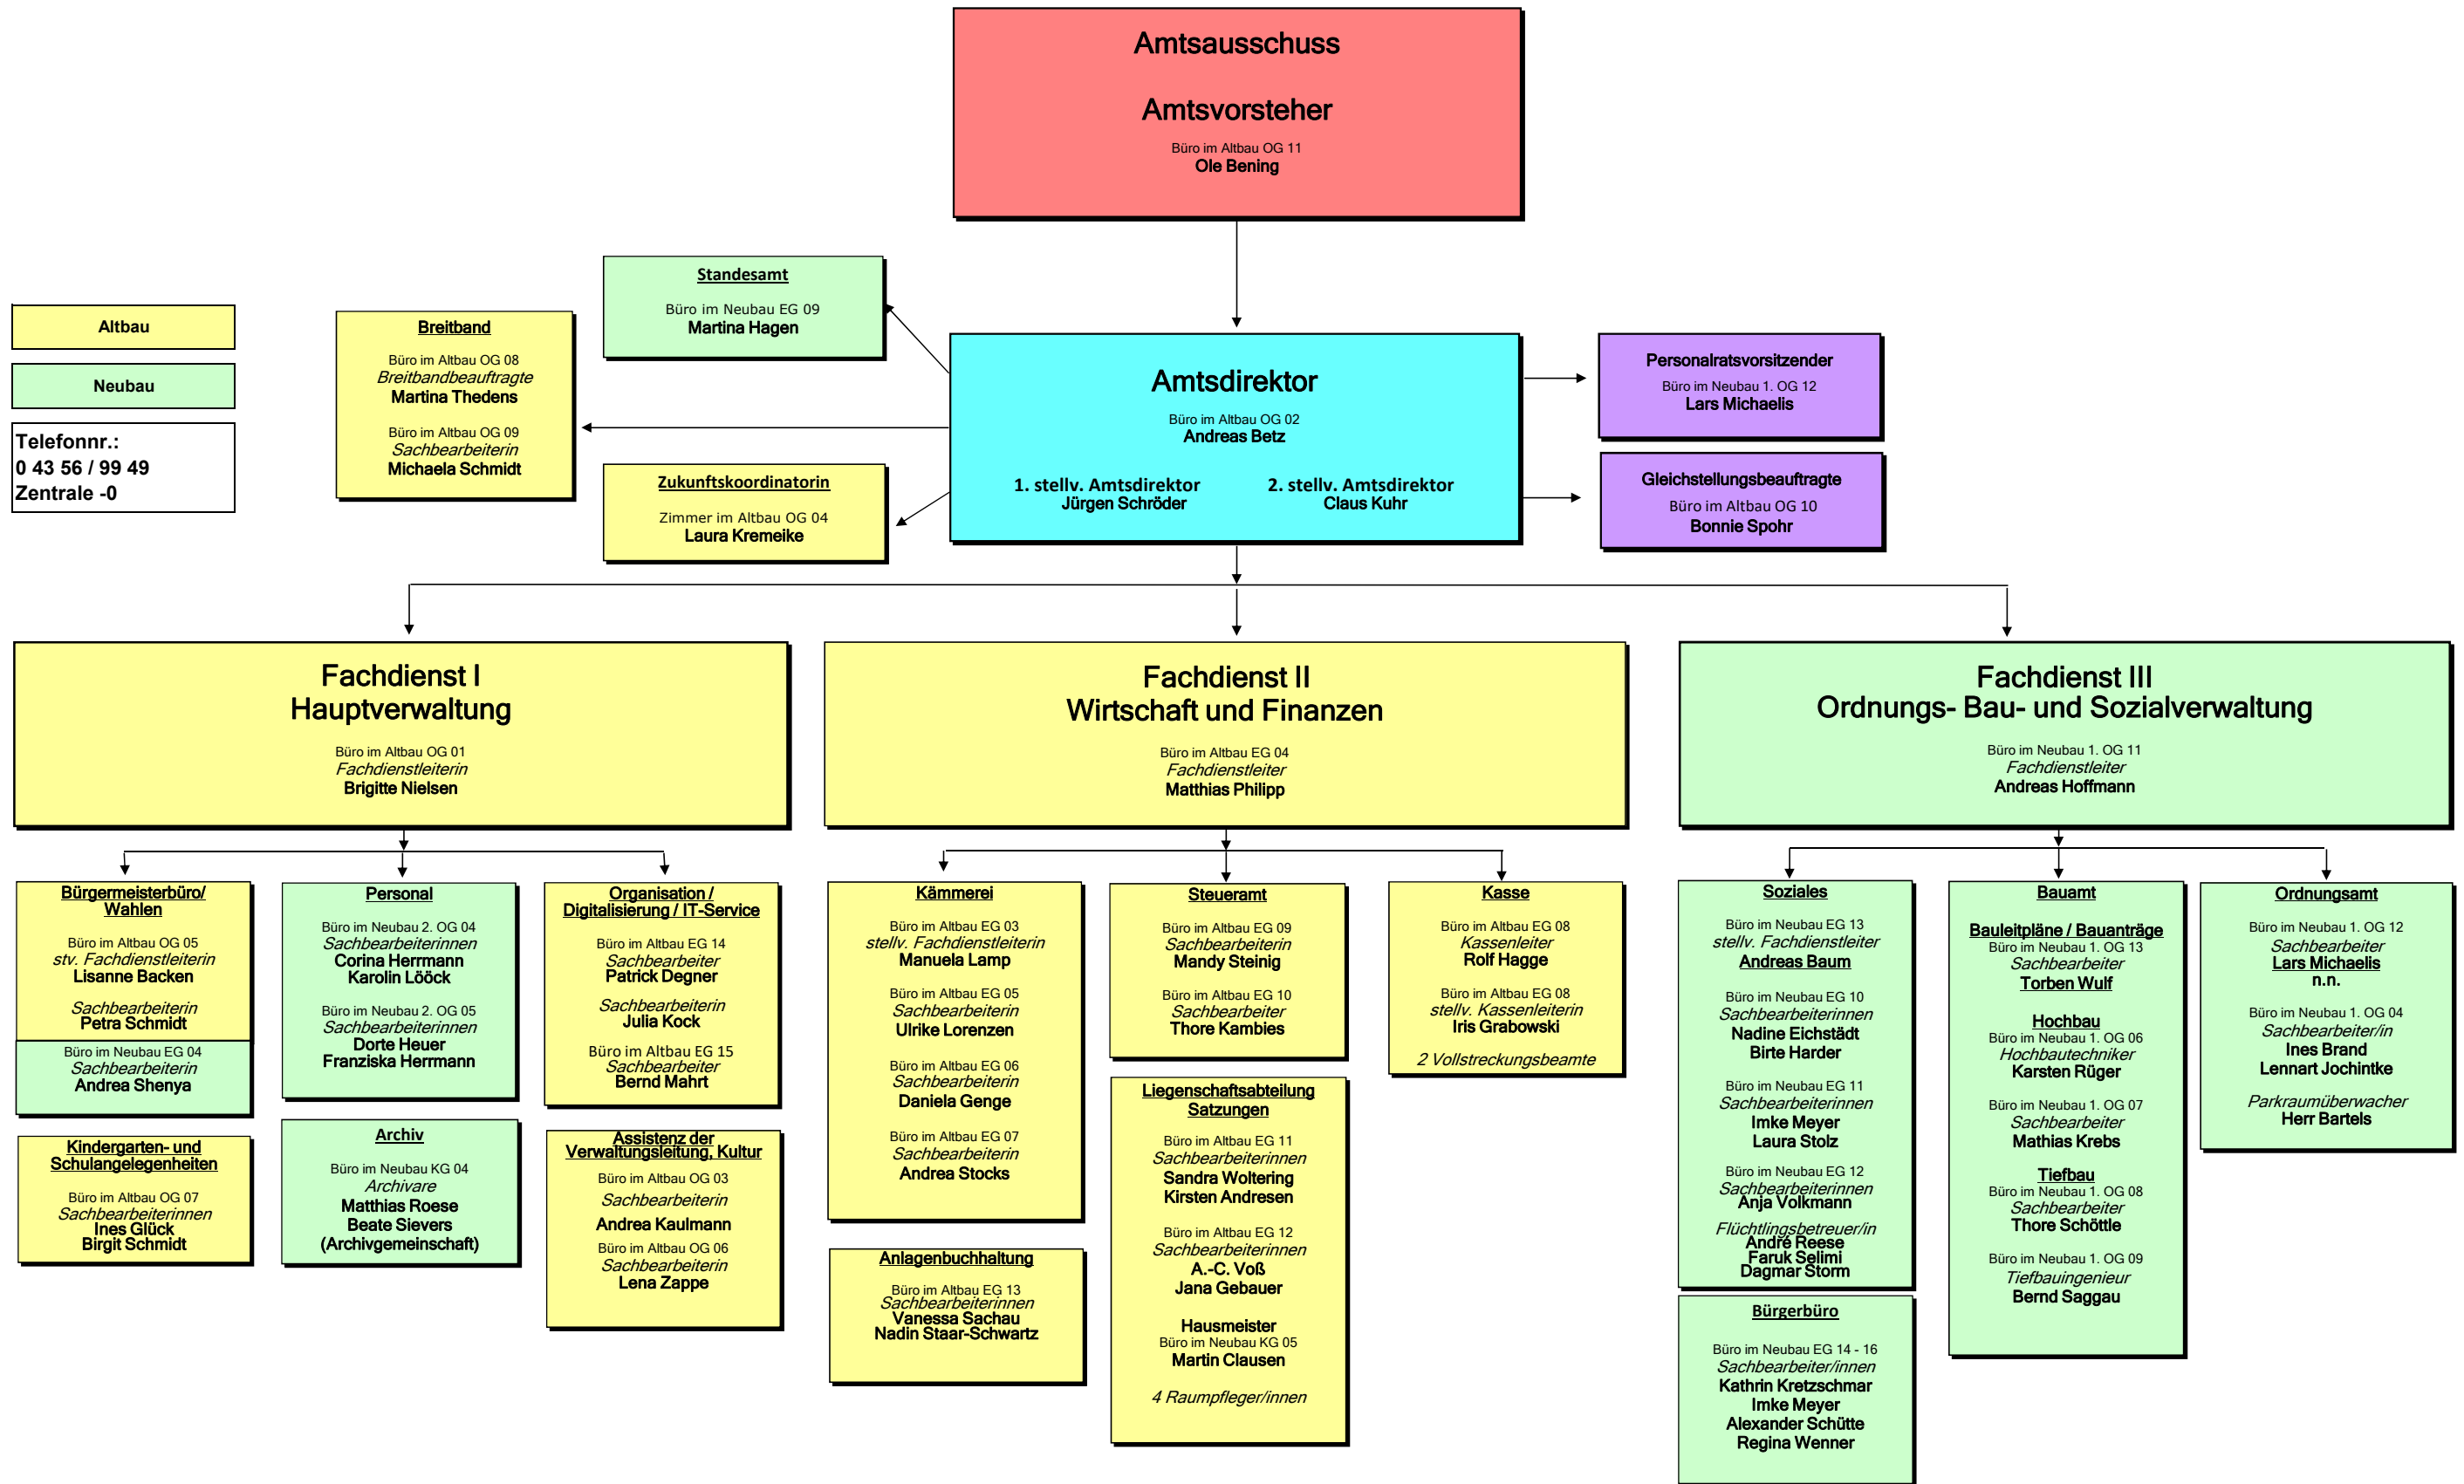 Amtsausschuss
Amtsvorsteher
Büro im Altbau OG 11
Ole Bening
Standesamt
Büro im Neubau EG 09
Martina Hagen
Altbau
Neubau
Telefonnr.:
0 43 56 / 99 49
Zentrale -0
Breitband
Büro im Altbau OG 08
Breitbandbeauftragte
Martina Thedens
Büro im Altbau OG 09
Sachbearbeiterin
Michaela Schmidt
Zukunftskoordinatorin
Zimmer im Altbau OG 04
Laura Kremeike
Amtsdirektor
Büro im Altbau OG 02
Andreas Betz
1. stellv. Amtsdirektor
Jürgen Schröder
2. stellv. Amtsdirektor
Claus Kuhr
Personalratsvorsitzender
Büro im Neubau 1. OG 12
Lars Michaelis
Gleichstellungsbeauftragte
Büro im Altbau OG 10
Bonnie Spohr
Fachdienst I
Hauptverwaltung
Büro im Altbau OG 01
Fachdienstleiterin
Brigitte Nielsen
Fachdienst II
Wirtschaft und Finanzen
Büro im Altbau EG 04
Fachdienstleiter
Matthias Philipp
Fachdienst III
Ordnungs- Bau- und Sozialverwaltung
Büro im Neubau 1. OG 11
Fachdienstleiter
Andreas Hoffmann
Bürgermeisterbüro/
Wahlen
Büro im Altbau OG 05
stv. Fachdienstleiterin
Lisanne Backen
Sachbearbeiterin
Petra Schmidt
Büro im Neubau EG 04
Sachbearbeiterin
Andrea Shenya
Kindergarten- und
Schulangelegenheiten
Büro im Altbau OG 07
Sachbearbeiterinnen
Ines Glück
Birgit Schmidt
Personal
Büro im Neubau 2. OG 04
Sachbearbeiterinnen
Corina Herrmann
Karolin Lööck
Büro im Neubau 2. OG 05
Sachbearbeiterinnen
Dorte Heuer
Franziska Herrmann
Archiv
Büro im Neubau KG 04
Archivare
Matthias Roese
Beate Sievers
(Archivgemeinschaft)
Organisation /
Digitalisierung / IT-Service
Büro im Altbau EG 14
Sachbearbeiter
Patrick Degner
Sachbearbeiterin
Julia Kock
Büro im Altbau EG 15
Sachbearbeiter
Bernd Mahrt
Assistenz der
Verwaltungsleitung, Kultur
Büro im Altbau OG 03
Sachbearbeiterin
Andrea Kaulmann
Büro im Altbau OG 06
Sachbearbeiterin
Lena Zappe
Kämmerei
Büro im Altbau EG 03
stellv. Fachdienstleiterin
Manuela Lamp
Büro im Altbau EG 05
Sachbearbeiterin
Ulrike Lorenzen
Büro im Altbau EG 06
Sachbearbeiterin
Daniela Genge
Büro im Altbau EG 07
Sachbearbeiterin
Andrea Stocks
Anlagenbuchhaltung
Büro im Altbau EG 13
Sachbearbeiterinnen
Vanessa Sachau
Nadin Staar-Schwartz
Steueramt
Büro im Altbau EG 09
Sachbearbeiterin
Mandy Steinig
Büro im Altbau EG 10
Sachbearbeiter
Thore Kambies
Liegenschaftsabteilung
Satzungen
Büro im Altbau EG 11
Sachbearbeiterinnen
Sandra Woltering
Kirsten Andresen
Büro im Altbau EG 12
Sachbearbeiterinnen
A.-C. Voß
Jana Gebauer
Hausmeister
Büro im Neubau KG 05
Martin Clausen
4 Raumpfleger/innen
Kasse
Büro im Altbau EG 08
Kassenleiter
Rolf Hagge
Büro im Altbau EG 08
stellv. Kassenleiterin
Iris Grabowski
2 Vollstreckungsbeamte
Soziales
Büro im Neubau EG 13
stellv. Fachdienstleiter
Andreas Baum
Büro im Neubau EG 10
Sachbearbeiterinnen
Nadine Eichstädt
Birte Harder
Büro im Neubau EG 11
Sachbearbeiterinnen
Imke Meyer
Laura Stolz
Büro im Neubau EG 12
Sachbearbeiterinnen
Anja Volkmann
Flüchtlingsbetreuer/in
André Reese
Faruk Selimi
Dagmar Storm
Bürgerbüro
Büro im Neubau EG 14 - 16
Sachbearbeiter/innen
Kathrin Kretzschmar
Imke Meyer
Alexander Schütte
Regina Wenner
Bauamt
Bauleitpläne / Bauanträge
Büro im Neubau 1. OG 13
Sachbearbeiter
Torben Wulf
Hochbau
Büro im Neubau 1. OG 06
Hochbautechniker
Karsten Rüger
Büro im Neubau 1. OG 07
Sachbearbeiter
Mathias Krebs
Tiefbau
Büro im Neubau 1. OG 08
Sachbearbeiter
Thore Schöttle
Büro im Neubau 1. OG 09
Tiefbauingenieur
Bernd Saggau
Ordnungsamt
Büro im Neubau 1. OG 12
Sachbearbeiter
Lars Michaelis
n.n.
Büro im Neubau 1. OG 04
Sachbearbeiter/in
Ines Brand
Lennart Jochintke
Parkraumüberwacher
Herr Bartels